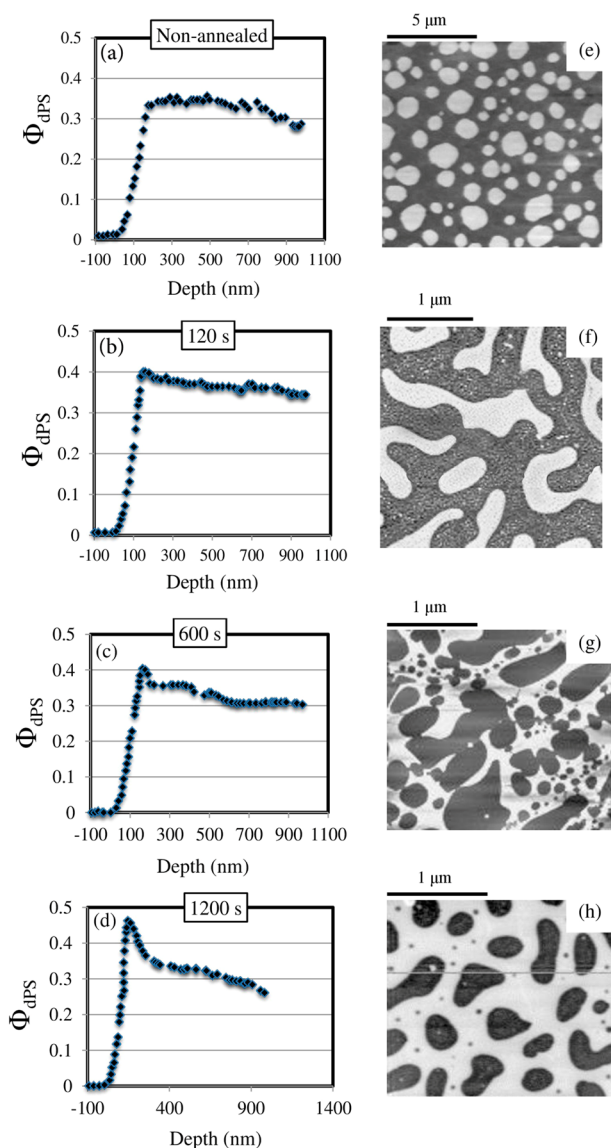 Non-annealed
(a)
0.5
0.4
0.3
0.2
0.1
0
ΦdPS
-100 100 300 500 700 900 1100
Depth (nm)
5 μm
(e)
120 s
(b)
0.5
0.4
0.3
0.2
0.1
0
ΦdPS
-100 100 300 500 700 900 1100
Depth (nm)
1 μm
(f)
600 s
(c)
0.5
0.4
0.3
0.2
0.1
0
ΦdPS
-100 100 300 500 700 900 1100
Depth (nm)
1 μm
(g)
1200 s
(d)
0.5
0.4
0.3
0.2
0.1
0
ΦdPS
-100 400 900 1400
Depth (nm)
1 μm
(h)